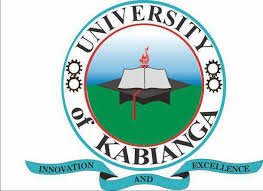 UNIVERSITY
of KABIANGA
INNOVATION AND EXCELLENCE